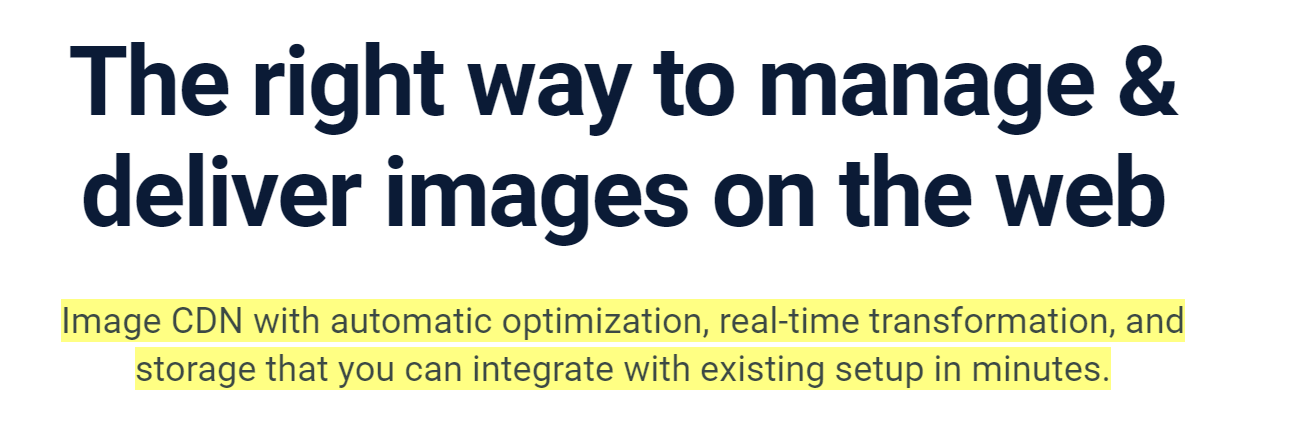 The right way to manage &
deliver images on the web
Image CDN with automatic optimization, real-time transformation, and
storage that you can integrate with existing setup in minutes.